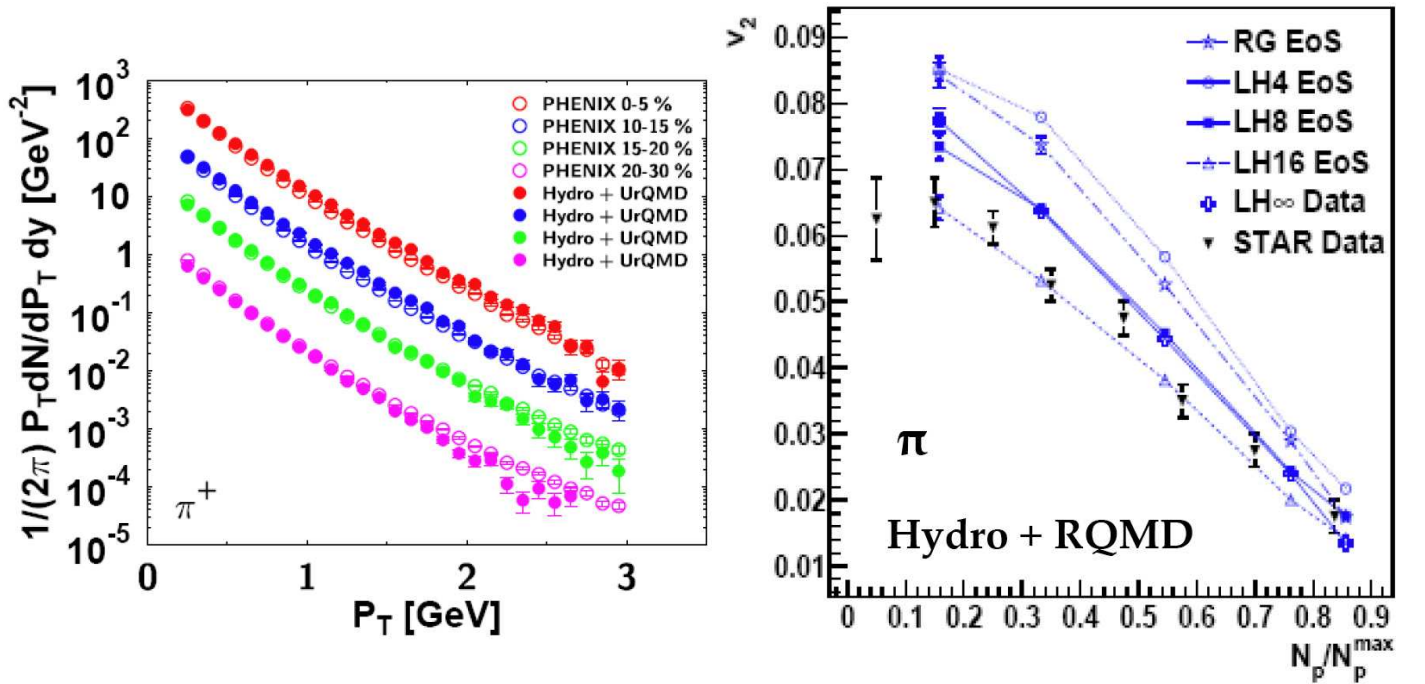 1/(2π) P_T dN/dP_T dy [GeV⁻²]
10³
10²
10
1
10⁻¹
10⁻²
10⁻³
10⁻⁴
10⁻⁵
PHENIX 0-5 %
PHENIX 10-15 %
PHENIX 15-20 %
PHENIX 20-30 %
Hydro + UrQMD
Hydro + UrQMD
Hydro + UrQMD
Hydro + UrQMD
π⁺
0 1 2 3
P_T [GeV]
v₂
0.09
0.08
0.07
0.06
0.05
0.04
0.03
0.02
0.01
RG EoS
LH4 EoS
LH8 EoS
LH16 EoS
LH∞ Data
STAR Data
π
Hydro + RQMD
0 0.1 0.2 0.3 0.4 0.5 0.6 0.7 0.8 0.9
N_p/N_p^max